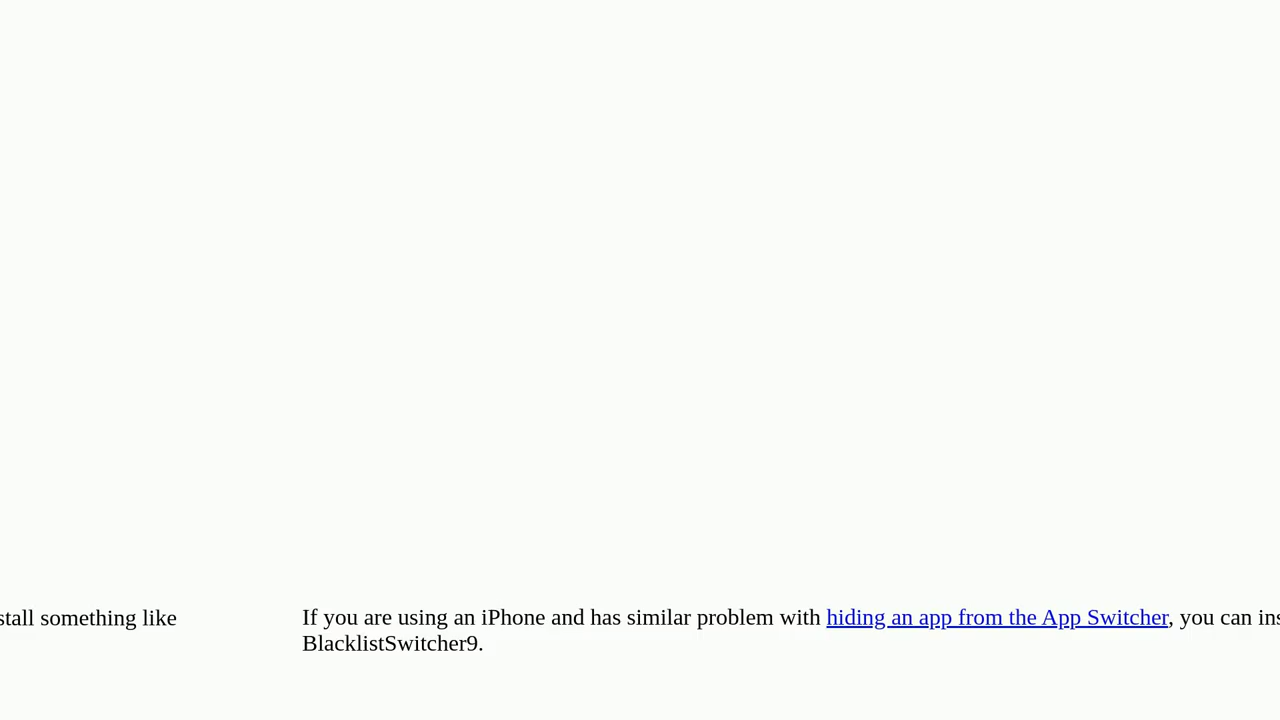 stall something like
If you are using an iPhone and has similar problem with hiding an app from the App Switcher, you can ins
BlacklistSwitcher9.